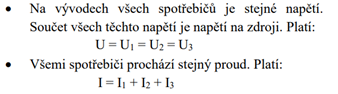 • Na vývodech všech spotřebičů je stejné napětí.
Součet všech těchto napětí je napětí na zdroji. Platí:
U = U₁ = U₂ = U₃
• Všemi spotřebiči prochází stejný proud. Platí:
I = I₁ + I₂ + I₃